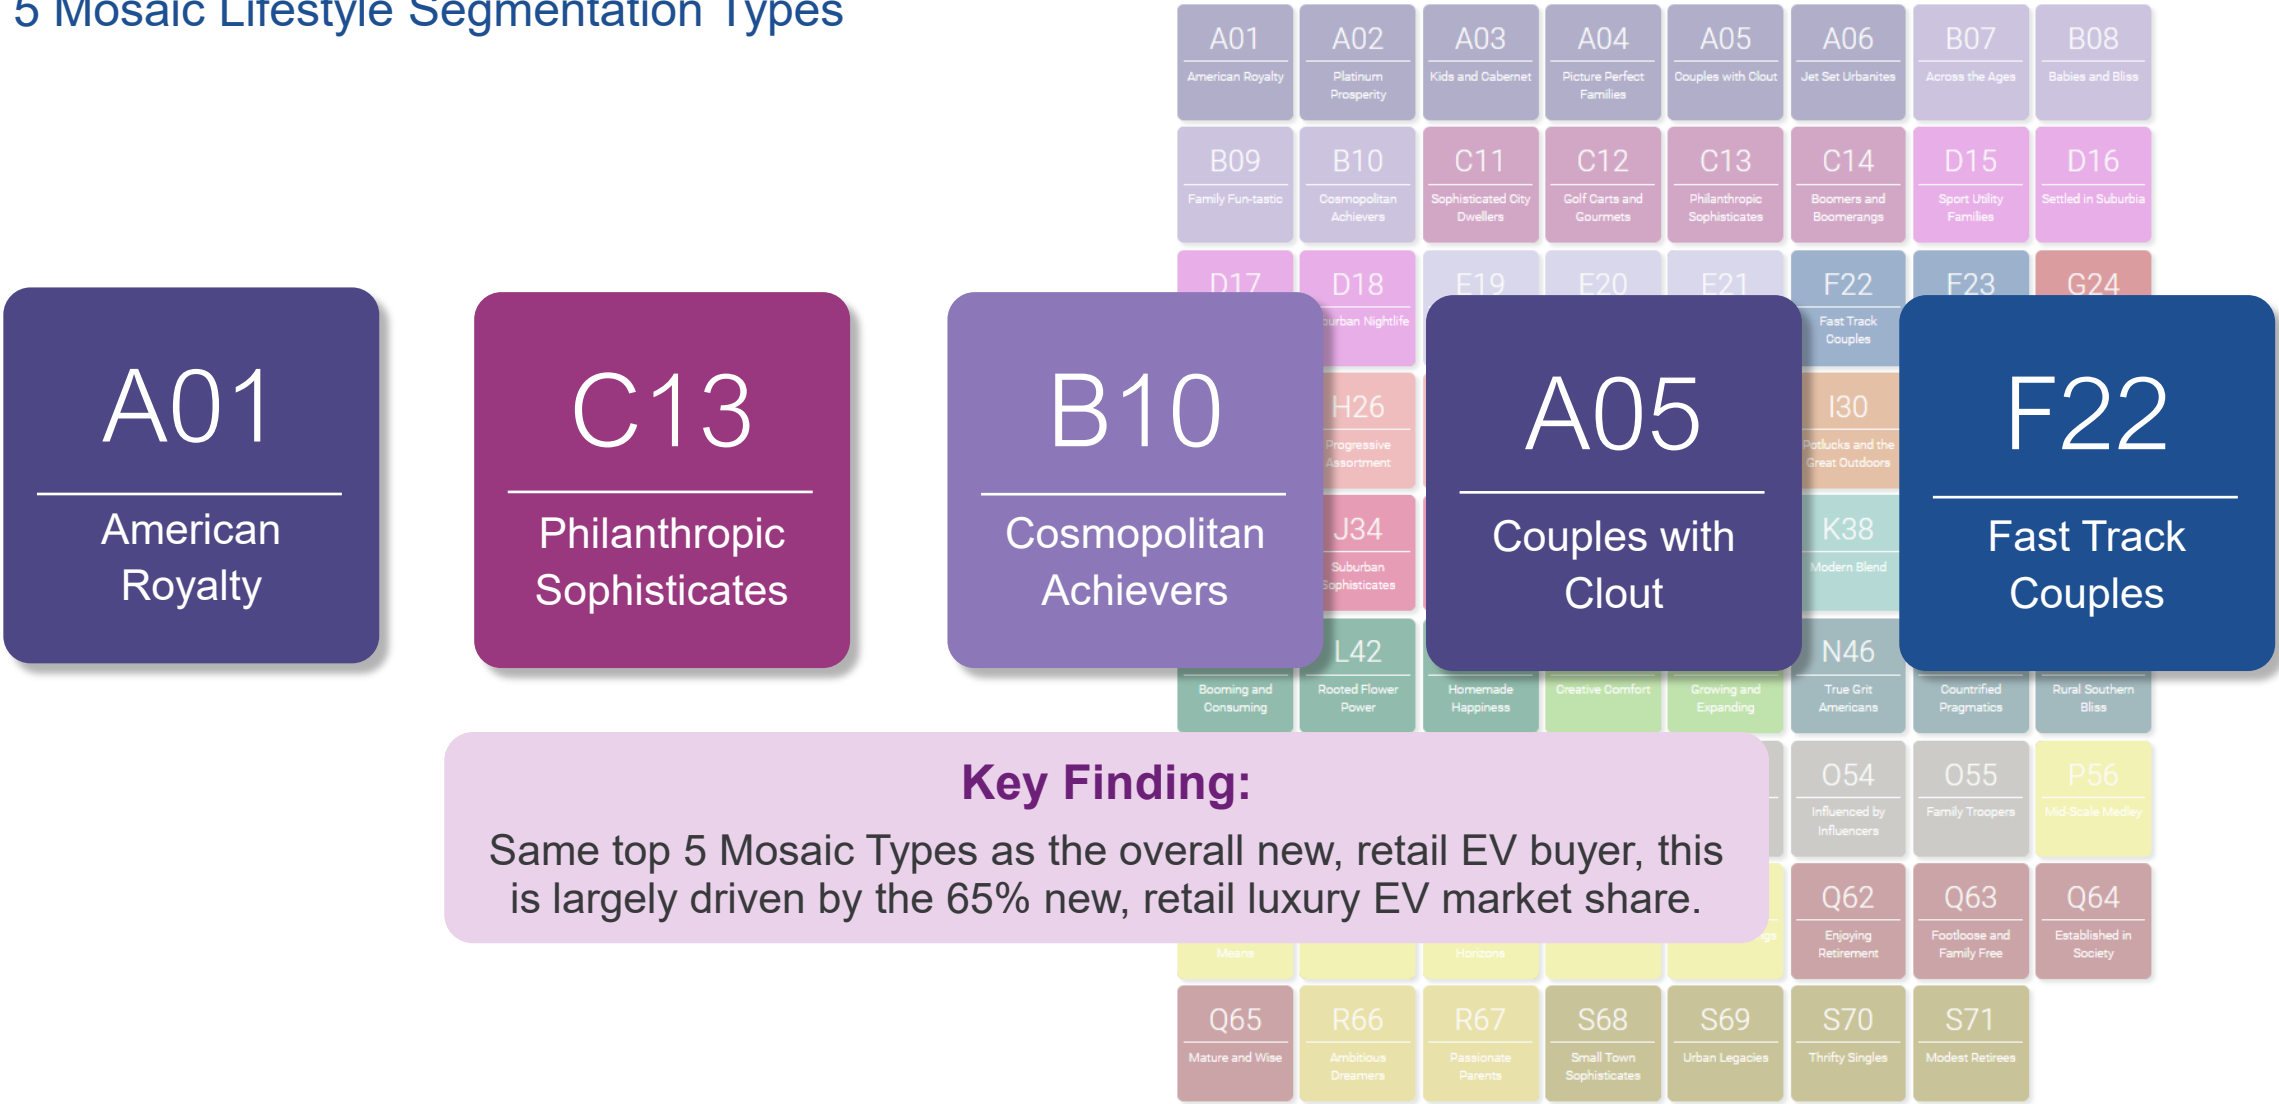 5 Mosaic Lifestyle Segmentation Types
A01
American Royalty
A02
Platinum
Prosperity
A03
Kids and Cabernet
A04
Picture Perfect
Families
A05
Couples with Clout
A06
Jet Set Urbanites
B07
Across the Ages
B08
Babies and Bliss
B09
Family Fun-tastic
B10
Cosmopolitan
Achievers
C11
Sophisticated City
Dwellers
C12
Golf Carts and
Gourmets
C13
Philanthropic
Sophisticates
C14
Boomers and
Boomerangs
D15
Sport Utility
Families
D16
Settled in Suburbia
D17
D18
Nightlife
E19
E20
E21
F22
Fast Track
Couples
F23
G24
A01
American
Royalty
C13
Philanthropic
Sophisticates
B10
Cosmopolitan
Achievers
A05
Couples with
Clout
F22
Fast Track
Couples
H26
Progressive
Assortment
I30
Potlucks and the
Great Outdoors
J34
Suburban
Sophisticates
K38
Modern Blend
Booming and
Consuming
L42
Rooted Flower
Power
Homemade
Happiness
Creative Comfort
Growing and
Expanding
N46
True Grit
Americans
Countrified
Pragmatics
Rural Southern
Bliss
Key Finding:
Same top 5 Mosaic Types as the overall new, retail EV buyer, this
is largely driven by the 65% new, retail luxury EV market share.
O54
Influenced by
Influencers
O55
Family Troopers
P56
Mid-Scale Medley
Means
Horizons
Q62
Enjoying
Retirement
Q63
Footloose and
Family Free
Q64
Established in
Society
Q65
Mature and Wise
R66
Ambitious
Dreamers
R67
Passionate
Parents
S68
Small Town
Sophisticates
S69
Urban Legacies
S70
Thrifty Singles
S71
Modest Retirees